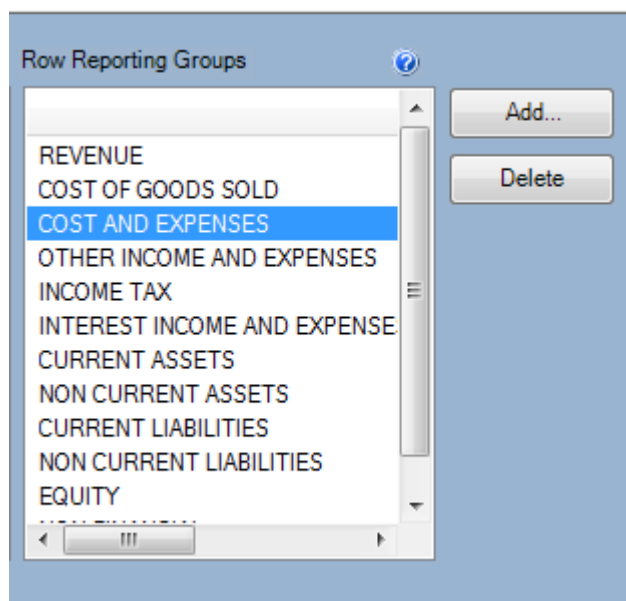 Row Reporting Groups
Add...
Delete
REVENUE
COST OF GOODS SOLD
COST AND EXPENSES
OTHER INCOME AND EXPENSES
INCOME TAX
INTEREST INCOME AND EXPENSE
CURRENT ASSETS
NON CURRENT ASSETS
CURRENT LIABILITIES
NON CURRENT LIABILITIES
EQUITY